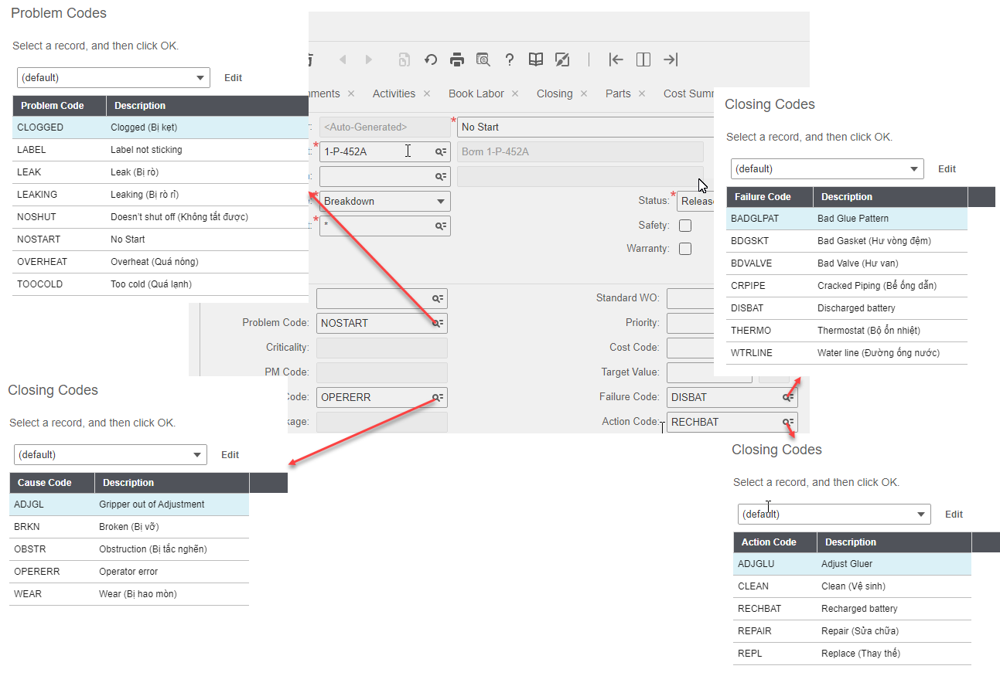 Problem Codes
Select a record, and then click OK.
(default) Edit
Problem Code Description
CLOGGED Clogged (Bị kẹt)
LABEL Label not sticking
LEAK Leak (Bị rò)
LEAKING Leaking (Bị rò rỉ)
NOSHUT Doesn't shut off (Không tắt được)
NOSTART No Start
OVERHEAT Overheat (Quá nóng)
TOOCOLD Too cold (Quá lạnh)
Activities × Book Labor × Closing × Parts ×
<Auto-Generated> * No Start
* 1-P-452A Bơm 1-P-452A
* Breakdown Status: *
* *
Safety:
Warranty:
Standard WO:
Problem Code: NOSTART Priority:
Criticality: Cost Code:
PM Code: Target Value:
Code: OPERERR Failure Code: DISBAT
Action Code: RECHBAT
Closing Codes
Select a record, and then click OK.
(default) Edit
Failure Code Description
BADGLPAT Bad Glue Pattern
BDGSKT Bad Gasket (Hư vòng đệm)
BDVALVE Bad Valve (Hư van)
CRPIPE Cracked Piping (Bể ống dẫn)
DISBAT Discharged battery
THERMO Thermostat (Bộ ổn nhiệt)
WTRLINE Water line (Đường ống nước)
Closing Codes
Select a record, and then click OK.
(default) Edit
Cause Code Description
ADJGL Gripper out of Adjustment
BRKN Broken (Bị vỡ)
OBSTR Obstruction (Bị tắc nghẽn)
OPERERR Operator error
WEAR Wear (Bị hao mòn)
Closing Codes
Select a record, and then click OK.
(default) Edit
Action Code Description
ADJGLU Adjust Gluer
CLEAN Clean (Vệ sinh)
RECHBAT Recharged battery
REPAIR Repair (Sửa chữa)
REPL Replace (Thay thế)